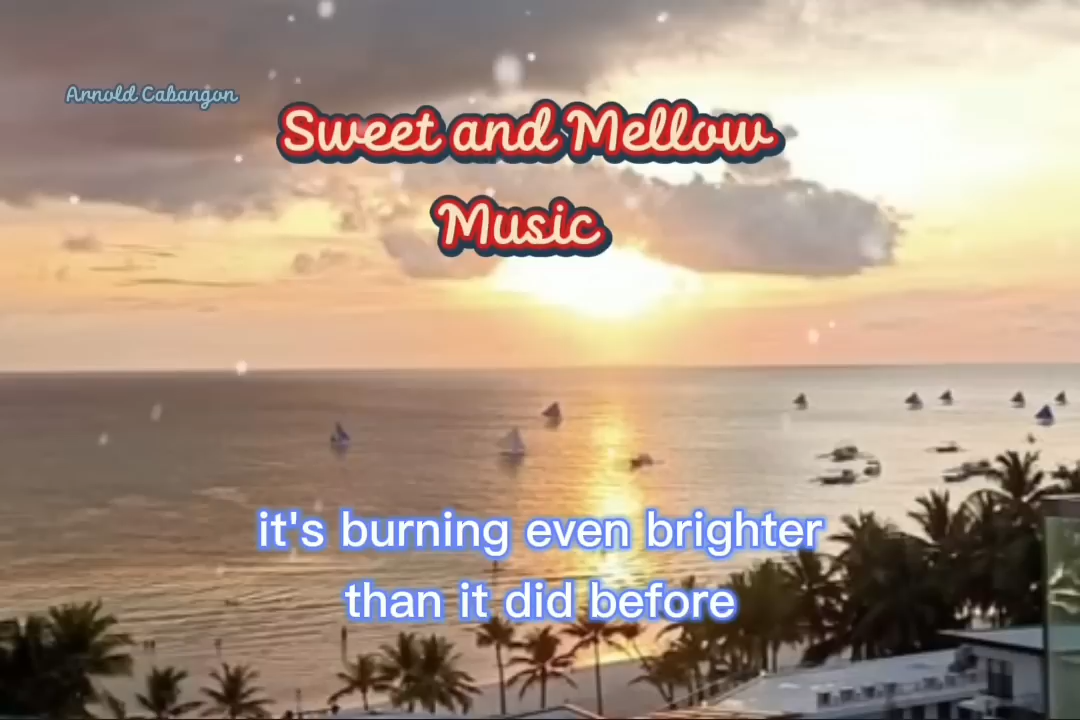 Arnold Cabangon
Sweet and Mellow
Music
it's burning even brighter
than it did before